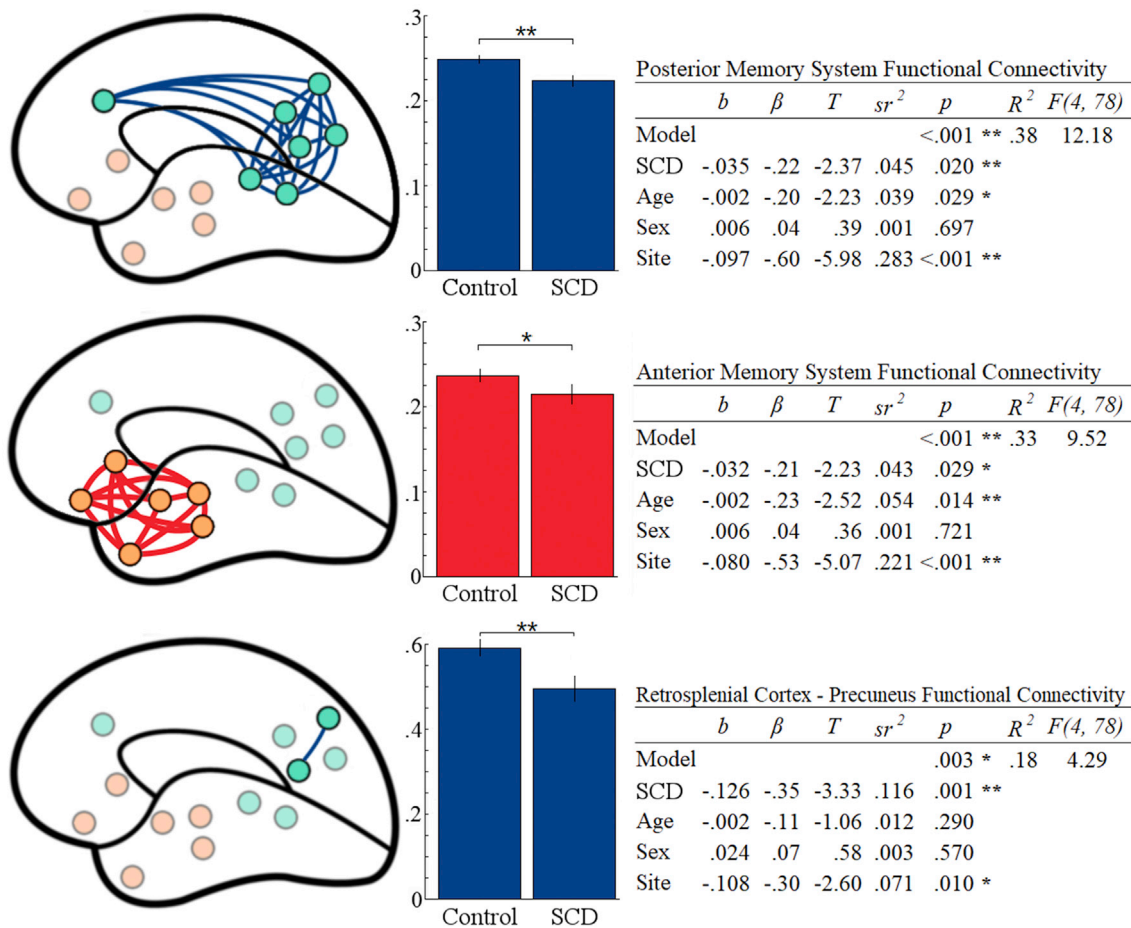 .3
.2
.1
0
**
Control SCD
Posterior Memory System Functional Connectivity
b β T sr² p R² F(4, 78)
Model <.001 ** .38 12.18
SCD -.035 -.22 -2.37 .045 .020 **
Age -.002 -.20 -2.23 .039 .029 *
Sex .006 .04 .39 .001 .697
Site -.097 -.60 -5.98 .283 <.001 **
.3
.2
.1
0
*
Control SCD
Anterior Memory System Functional Connectivity
b β T sr² p R² F(4, 78)
Model <.001 ** .33 9.52
SCD -.032 -.21 -2.23 .043 .029 *
Age -.002 -.23 -2.52 .054 .014 **
Sex .006 .04 .36 .001 .721
Site -.080 -.53 -5.07 .221 <.001 **
.6
.4
.2
0
**
Control SCD
Retrosplenial Cortex - Precuneus Functional Connectivity
b β T sr² p R² F(4, 78)
Model .003 * .18 4.29
SCD -.126 -.35 -3.33 .116 .001 **
Age -.002 -.11 -1.06 .012 .290
Sex .024 .07 .58 .003 .570
Site -.108 -.30 -2.60 .071 .010 *